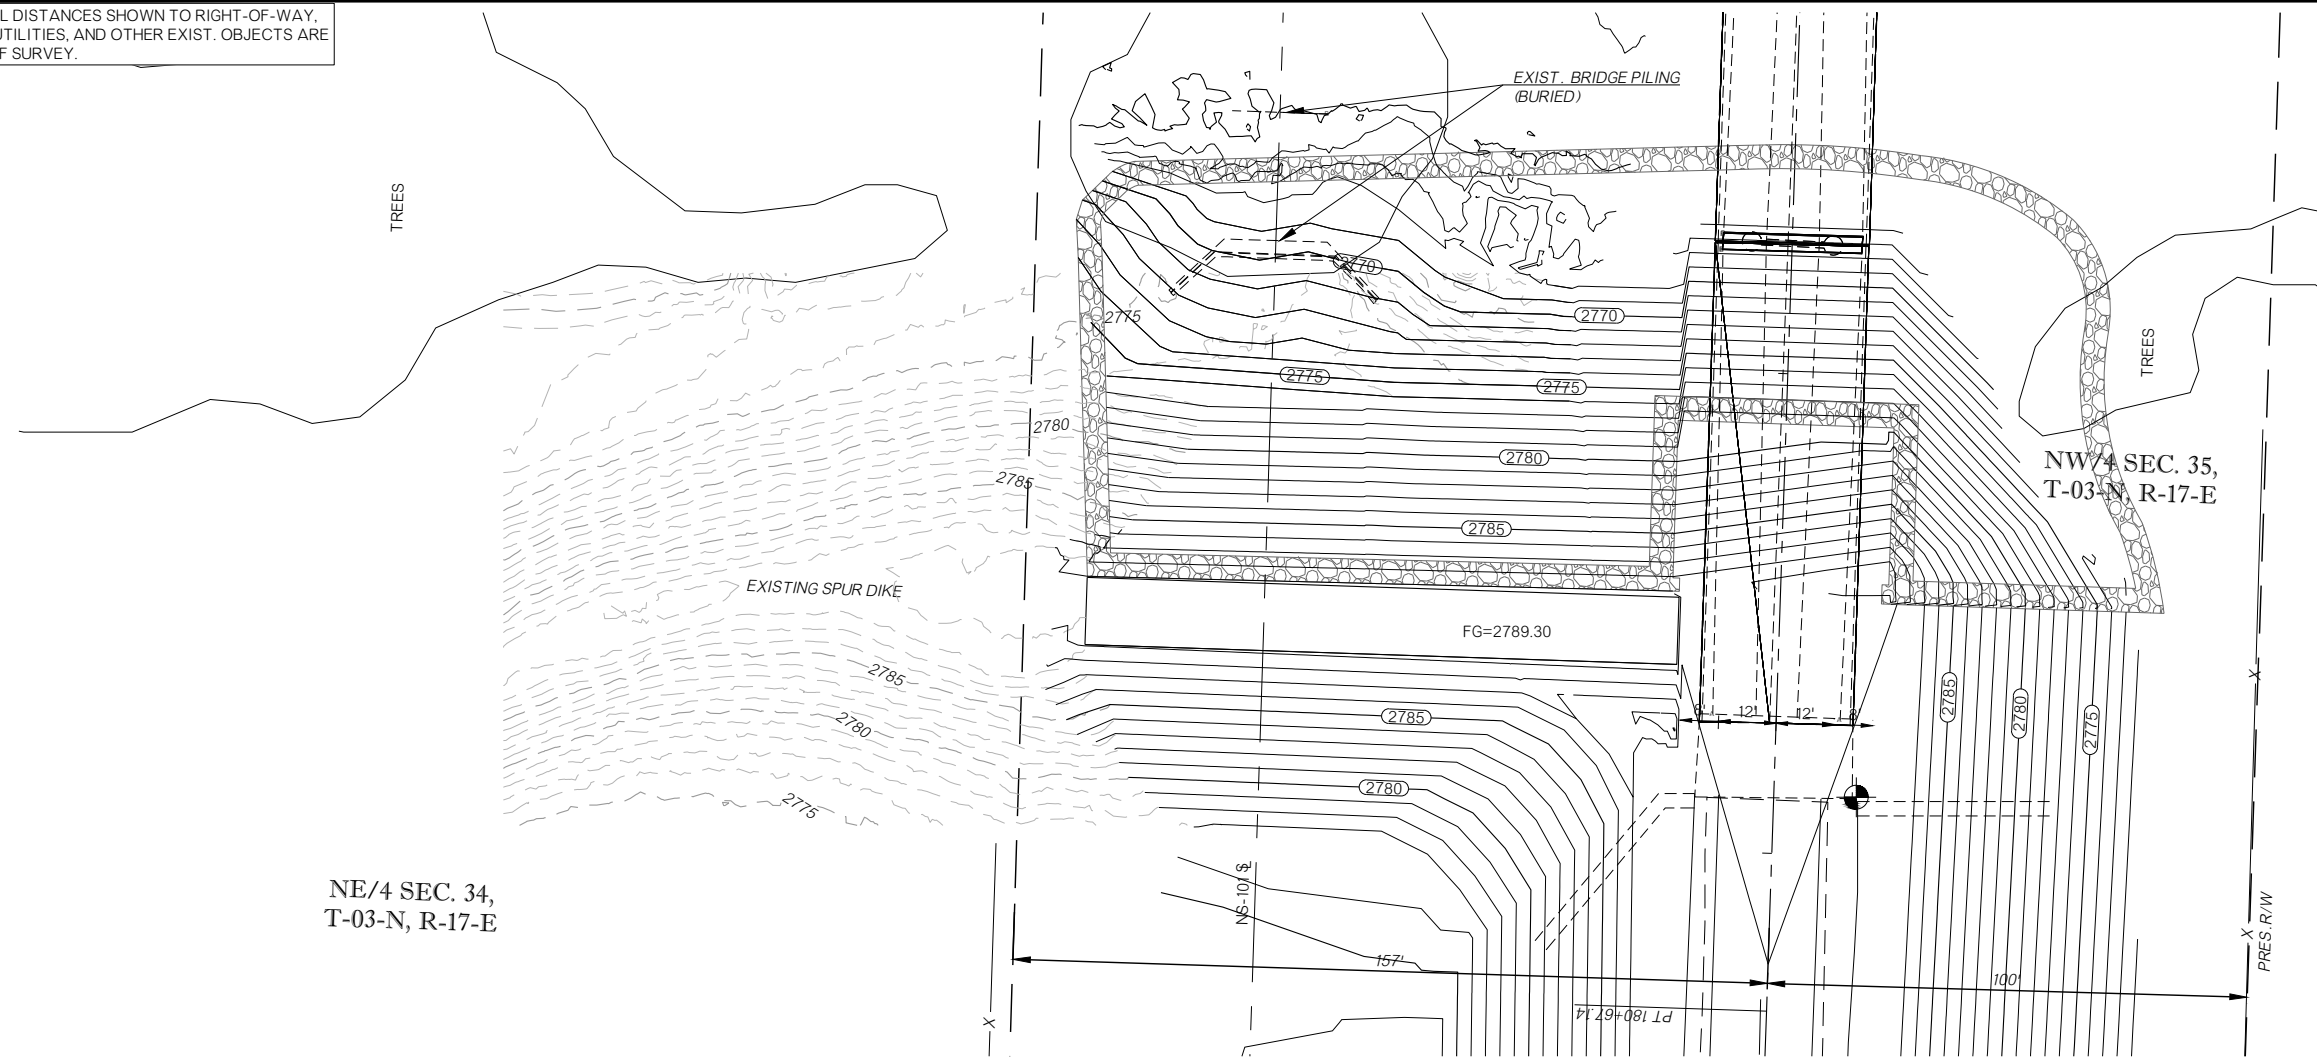 L DISTANCES SHOWN TO RIGHT-OF-WAY,
UTILITIES, AND OTHER EXIST. OBJECTS ARE
F SURVEY.
EXIST. BRIDGE PILING
(BURIED)
TREES
2770
2775
2770
TREES
2775
2775
2780
2780
NW/4 SEC. 35,
T-03-N, R-17-E
2785
2785
EXISTING SPUR DIKE
FG=2789.30
2785
2785
2780
2775
2780
2785
12'
12'
8'
2780
2775
NE/4 SEC. 34,
T-03-N, R-17-E
NS-101 ℄
X
X
PRES. R/W
157'
100'
X
PT 180+67.14